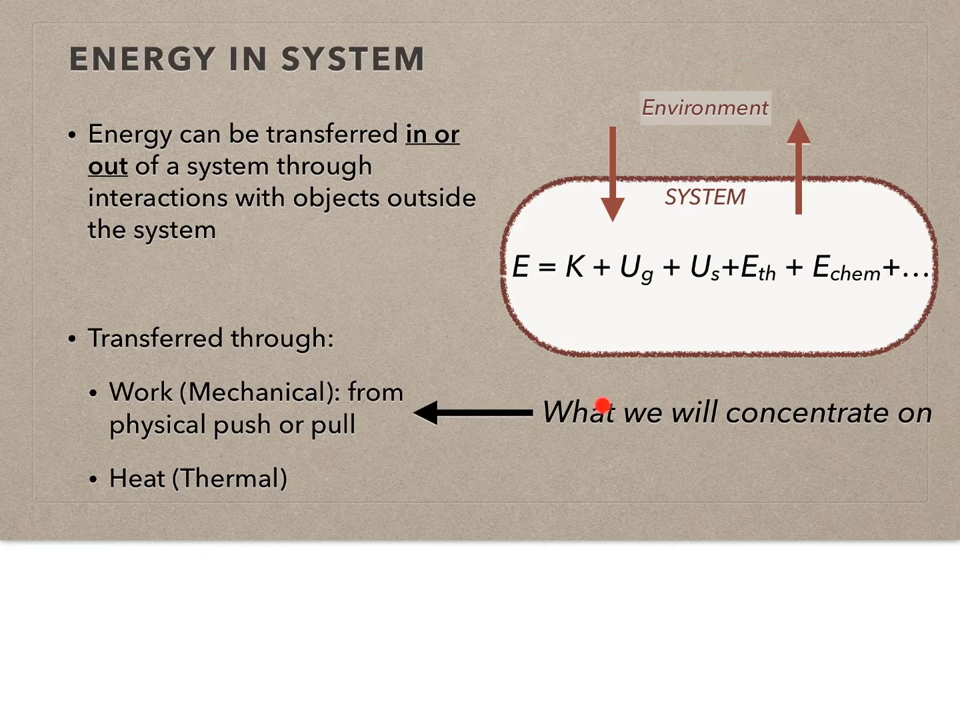 ENERGY IN SYSTEM
• Energy can be transferred in or
out of a system through
interactions with objects outside
the system
• Transferred through:
• Work (Mechanical): from
physical push or pull
• Heat (Thermal)
Environment
SYSTEM
E = K + Ug + Us+Eth + Echem+…
What we will concentrate on